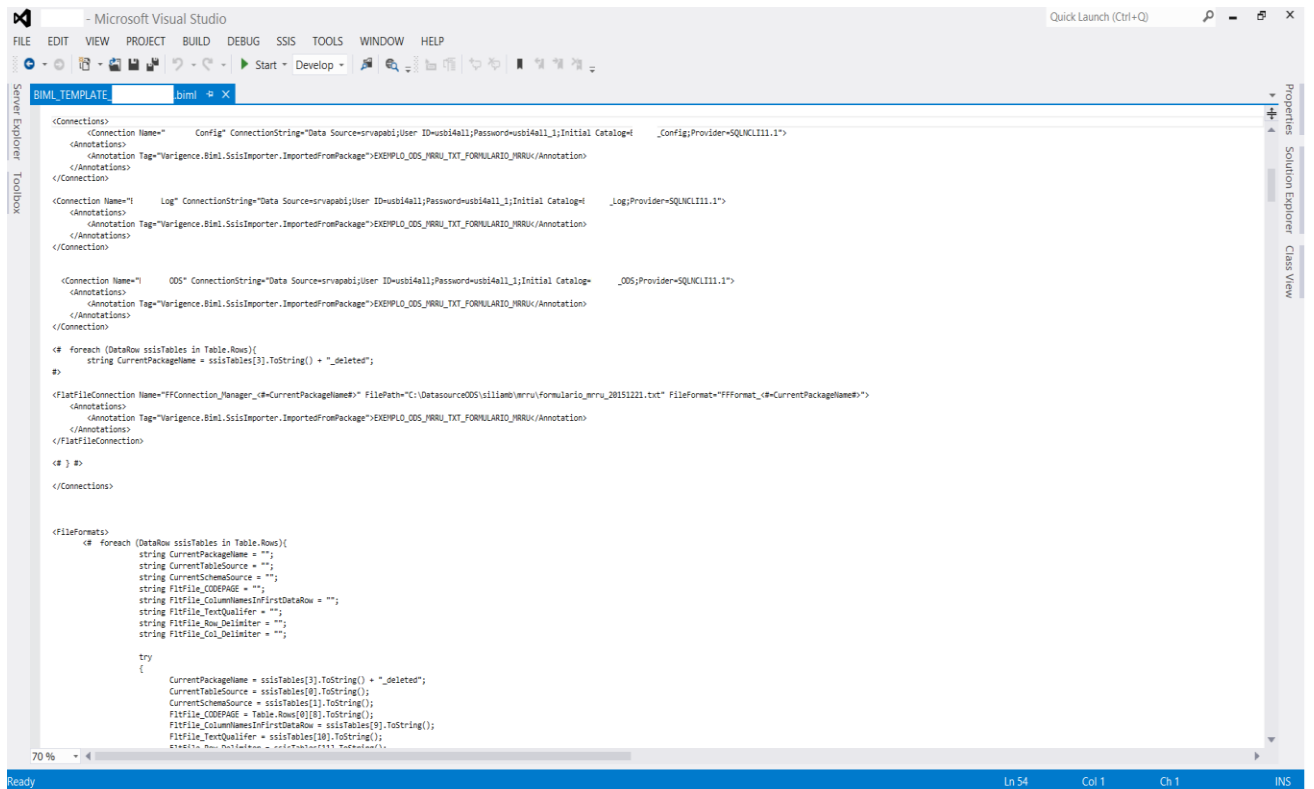 - Microsoft Visual Studio
Quick Launch (Ctrl+Q)
FILE EDIT VIEW PROJECT BUILD DEBUG SSIS TOOLS WINDOW HELP
Start Develop
BIML_TEMPLATE_ .biml
Server Explorer
Toolbox
Properties
Solution Explorer
Class View
<Connections>
<Connection Name=" Config" ConnectionString="Data Source=srvapabi;User ID=usbi4all;Password=usbi4all_1;Initial Catalog=E _Config;Provider=SQLNCLI11.1">
<Annotations>
<Annotation Tag="Varigence.Biml.SsisImporter.ImportedFromPackage">EXEMPLO_ODS_MRRU_TXT_FORMULARIO_MRRU</Annotation>
</Annotations>
</Connection>
<Connection Name="E Log" ConnectionString="Data Source=srvapabi;User ID=usbi4all;Password=usbi4all_1;Initial Catalog= _Log;Provider=SQLNCLI11.1">
<Annotations>
<Annotation Tag="Varigence.Biml.SsisImporter.ImportedFromPackage">EXEMPLO_ODS_MRRU_TXT_FORMULARIO_MRRU</Annotation>
</Annotations>
</Connection>
<Connection Name=" ODS" ConnectionString="Data Source=srvapabi;User ID=usbi4all;Password=usbi4all_1;Initial Catalog= _ODS;Provider=SQLNCLI11.1">
<Annotations>
<Annotation Tag="Varigence.Biml.SsisImporter.ImportedFromPackage">EXEMPLO_ODS_MRRU_TXT_FORMULARIO_MRRU</Annotation>
</Annotations>
</Connection>
<# foreach (DataRow ssisTables in Table.Rows){
string CurrentPackageName = ssisTables[3].ToString() + "_deleted";
#>
<FlatFileConnection Name="FFConnection_Manager_<#=CurrentPackageName#>" FilePath="C:\DatasourceODS\siliamb\mrru\formulario_mrru_20151221.txt" FileFormat="FFFormat_<#=CurrentPackageName#>">
<Annotations>
<Annotation Tag="Varigence.Biml.SsisImporter.ImportedFromPackage">EXEMPLO_ODS_MRRU_TXT_FORMULARIO_MRRU</Annotation>
</Annotations>
</FlatFileConnection>
<# } #>
</Connections>
<FileFormats>
<# foreach (DataRow ssisTables in Table.Rows){
string CurrentPackageName = "";
string CurrentTableSource = "";
string CurrentSchemaSource = "";
string FltFile_CODEPAGE = "";
string FltFile_ColumnNamesInFirstDataRow = "";
string FltFile_TextQualifer = "";
string FltFile_Row_Delimiter = "";
string FltFile_Col_Delimiter = "";
try
{
CurrentPackageName = ssisTables[3].ToString() + "_deleted";
CurrentTableSource = ssisTables[0].ToString();
CurrentSchemaSource = ssisTables[1].ToString();
FltFile_CODEPAGE = Table.Rows[0][8].ToString();
FltFile_ColumnNamesInFirstDataRow = ssisTables[9].ToString();
FltFile_TextQualifer = ssisTables[10].ToString();
FltFile_Row_Delimiter = ssisTables[11].ToString();
70 %
Ready Ln 54 Col 1 Ch 1 INS